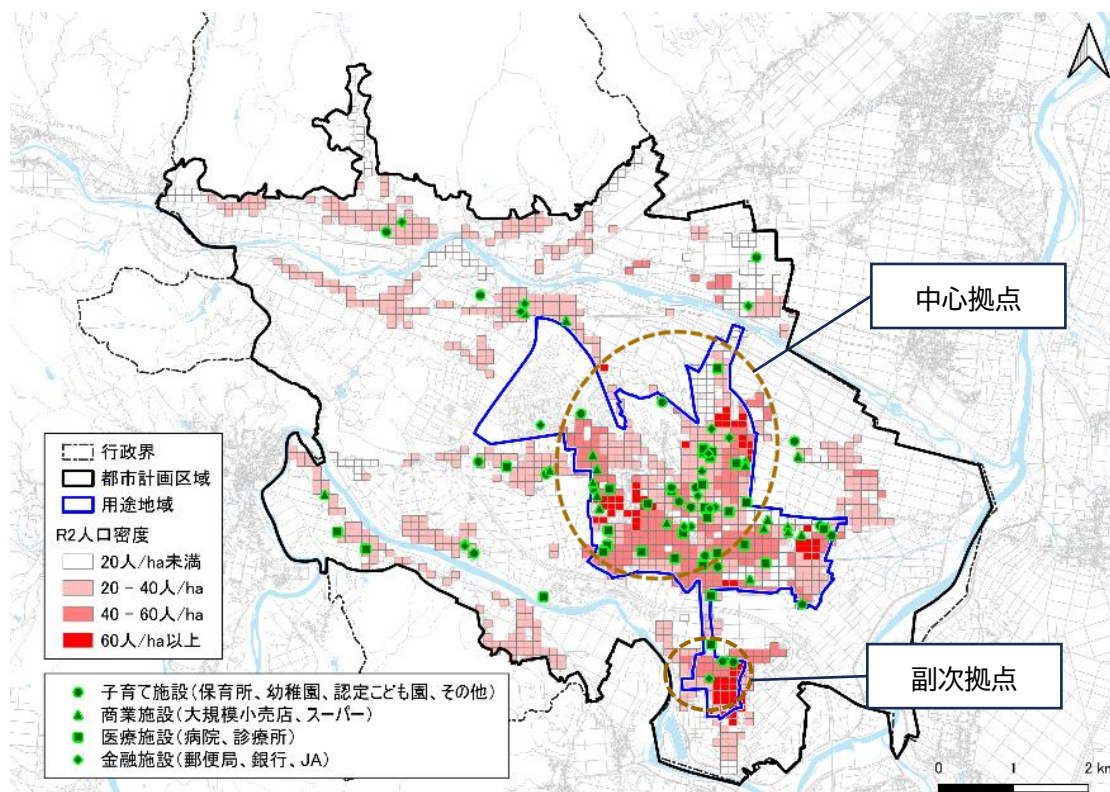 中心拠点
副次拠点
行政界
都市計画区域
用途地域
R2人口密度
20人/ha未満
20 - 40人/ha
40 - 60人/ha
60人/ha以上
子育て施設(保育所、幼稚園、認定こども園、その他)
商業施設(大規模小売店、スーパー)
医療施設(病院、診療所)
金融施設(郵便局、銀行、JA)
0 1 2 km